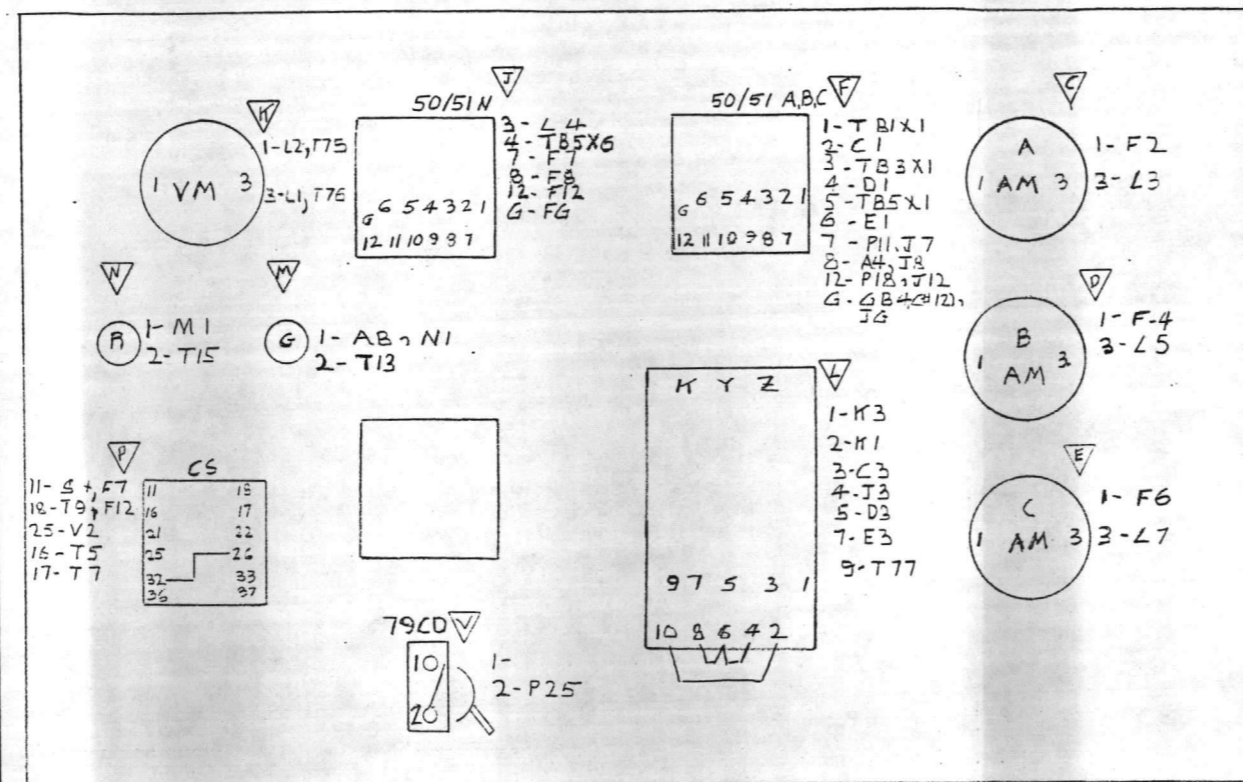 K
1-L2, T75
1 VM 3
3-L1, T76
J
50/51 N
3- L4
4- TB5X6
7 - F7
8 - F8
12- F12
G - FG
G 6 5 4 3 2 1
12 11 10 9 8 7
F
50/51 A,B,C
1- TB1X1
2- C1
3- TB3X1
4- D1
5- TB5X1
6- E1
7 - P11, J7
8- A4, J8
12- P18, J12
G- GB4(#12),
JG
G 6 5 4 3 2 1
12 11 10 9 8 7
C
A
1 AM 3
1- F2
3- L3
N
R
1- M1
2- T15
M
G
1- AB, N1
2- T13
D
B
1 3
AM
1- F-4
3- L5
L
X Y Z
1- K3
2- K1
3- C3
4- J3
5- D3
7- E3
9- T77
9 7 5 3 1
10 8 6 4 2
E
C
1 AM 3
1- F6
3- L7
P
CS
11- S+, F7
18- T9, F12
25- V2
16- T5
17- T7
11 18
16 17
21 22
25 26
32 33
36 37
79CD
V
10
20
1-
2- P25